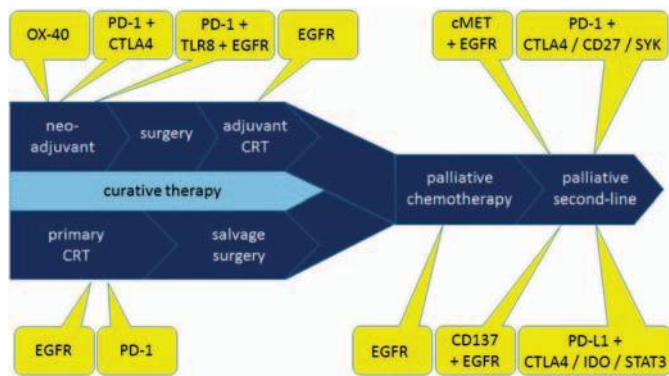 OX-40
PD-1 +
CTLA4
PD-1 +
TLR8 + EGFR
EGFR
cMET
+ EGFR
PD-1 +
CTLA4 / CD27 / SYK
neo-
adjuvant
surgery
adjuvant
CRT
curative therapy
palliative
chemotherapy
palliative
second-line
primary
CRT
salvage
surgery
EGFR
PD-1
EGFR
CD137
+ EGFR
PD-L1 +
CTLA4 / IDO / STAT3